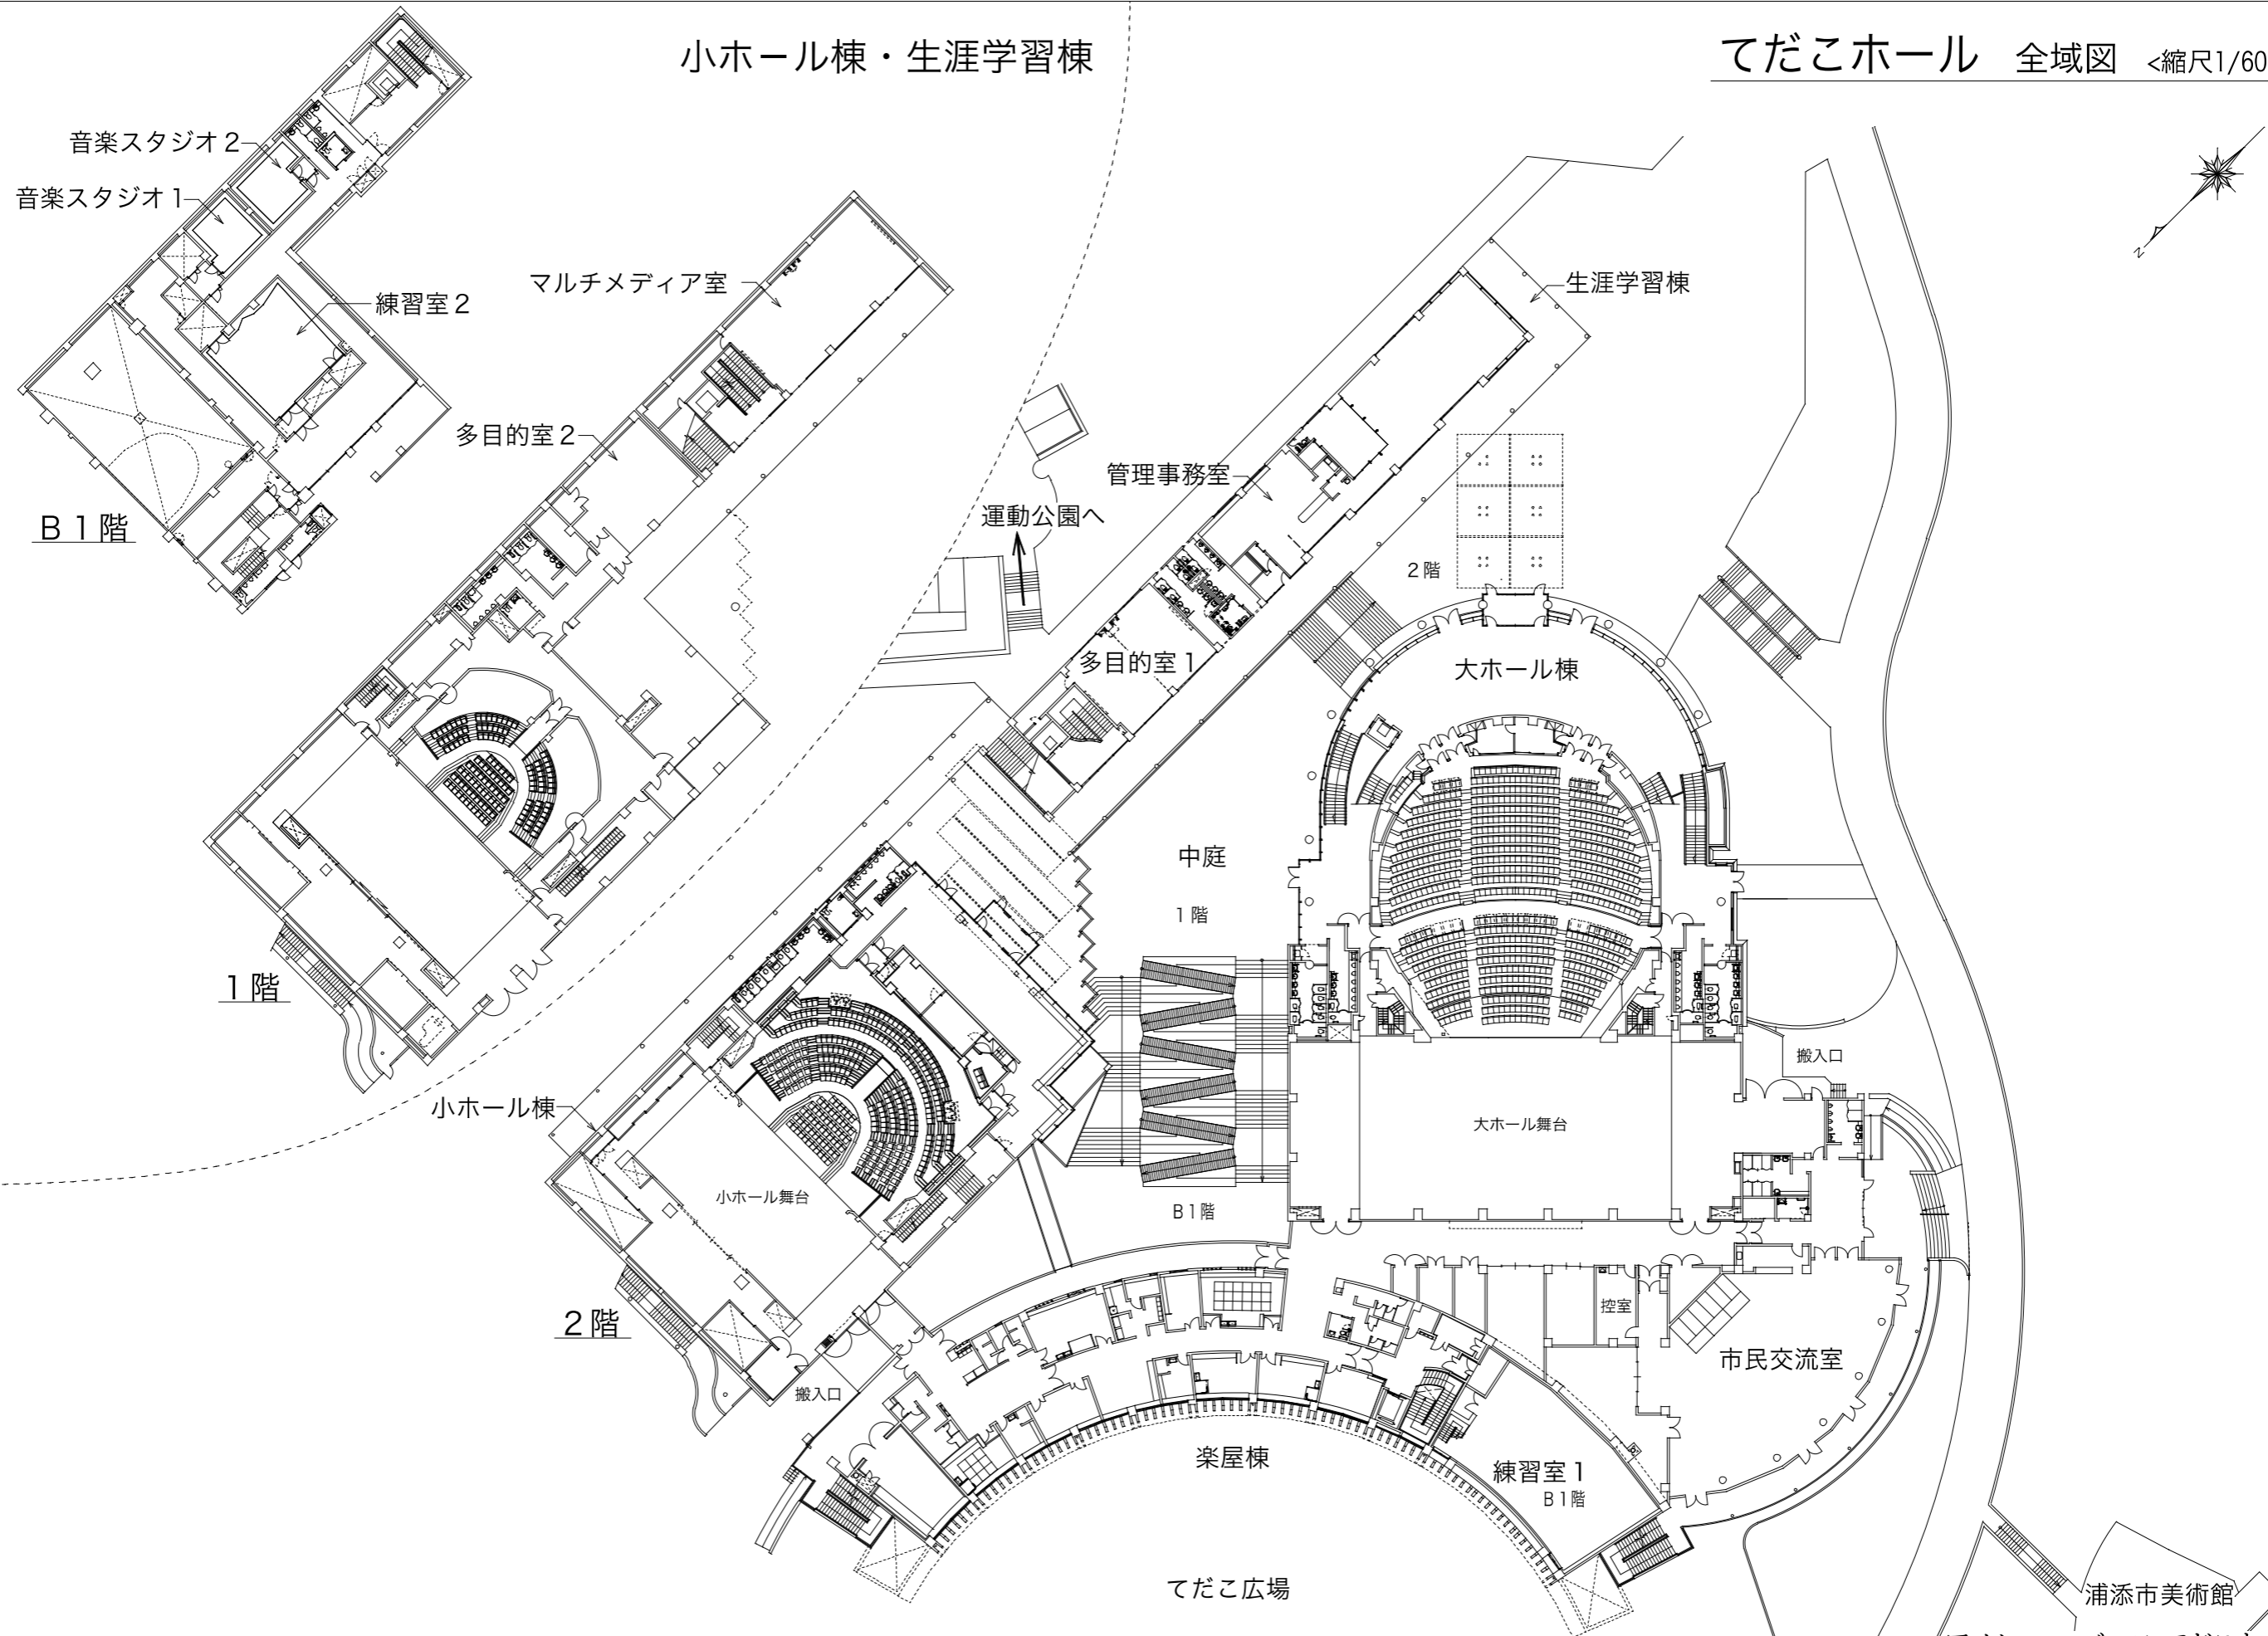 小ホール棟・生涯学習棟
てだこホール 全域図 <縮尺1/60
音楽スタジオ2
音楽スタジオ1
練習室2
B1階
マルチメディア室
多目的室2
1階
生涯学習棟
管理事務室
運動公園へ
多目的室1
2階
大ホール棟
中庭
1階
搬入口
大ホール舞台
小ホール棟
小ホール舞台
B1階
2階
控室
市民交流室
搬入口
楽屋棟
練習室1
B1階
てだこ広場
浦添市美術館
N